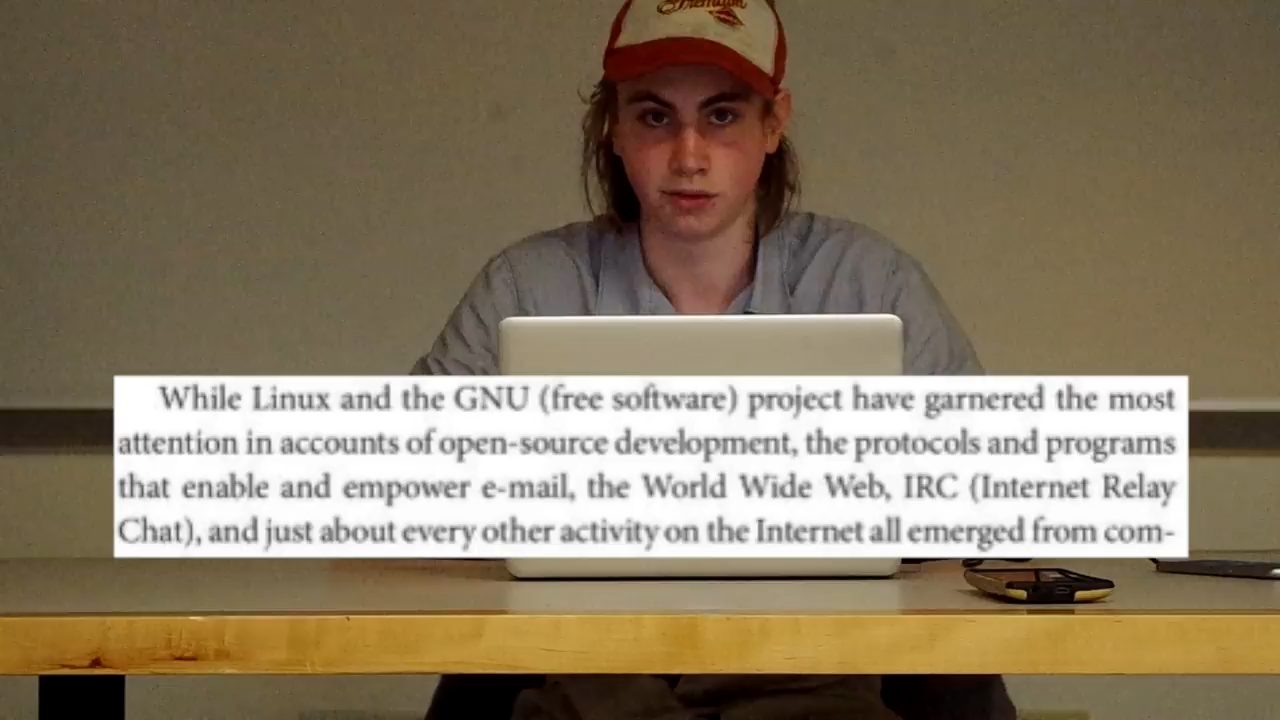 Premium
While Linux and the GNU (free software) project have garnered the most
attention in accounts of open-source development, the protocols and programs
that enable and empower e-mail, the World Wide Web, IRC (Internet Relay
Chat), and just about every other activity on the Internet all emerged from com-